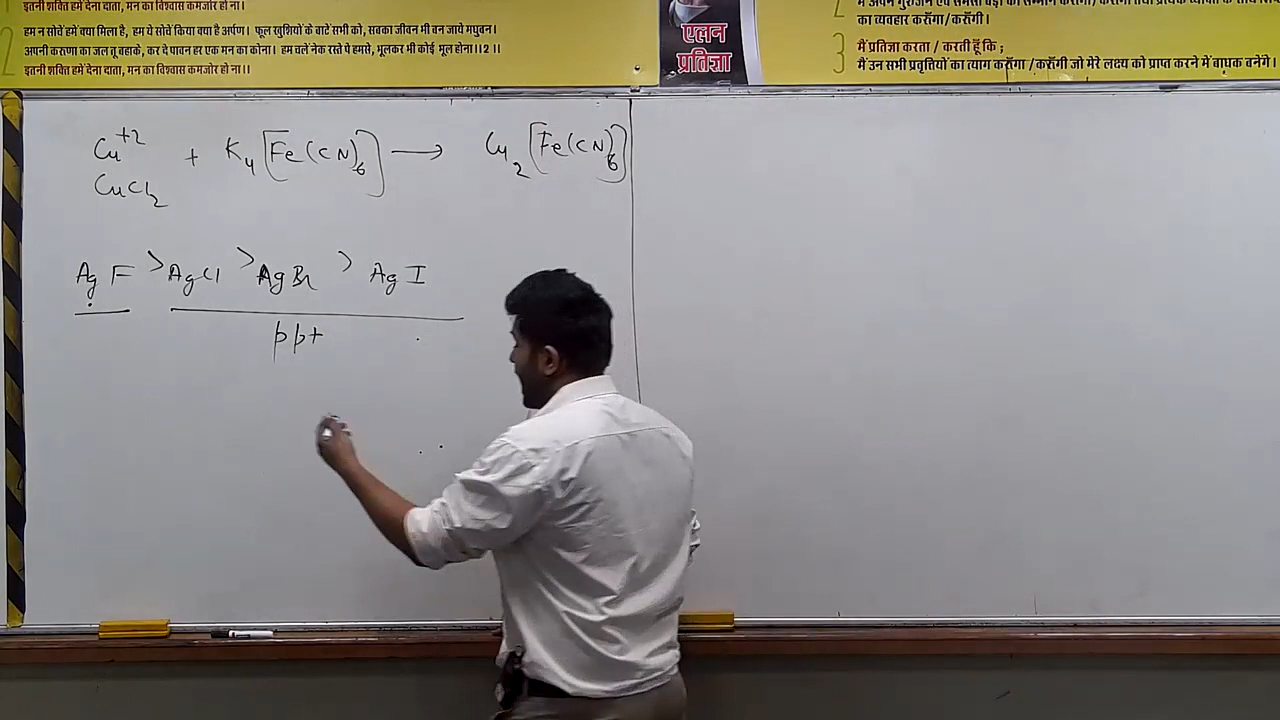 इतनी शक्ति हमें देना दाता, मन का विश्वास कमजोर हो ना।
2
हम न सोचें हमें क्या मिला है, हम ये सोचें किया क्या है अर्पण। फूल खुशियों के बाटें सभी को, सबका जीवन भी बन जाये मधुबन।
अपनी करुणा का जल तू बहाके, कर दे पावन हर एक मन का कोना। हम चलें नेक रस्ते पे हमसे, भूलकर भी कोई भूल होना।।2।।
इतनी शक्ति हमें देना दाता, मन का विश्वास कमजोर हो ना।।
एलन
प्रतिज्ञा
2
का व्यवहार करूँगा/करूँगी।
3
मैं प्रतिज्ञा करता / करती हूँ कि ;
मैं उन सभी प्रवृत्तियों का त्याग करूँगा /करूँगी जो मेरे लक्ष्य को प्राप्त करने में बाधक बनेंगे।
Cu+2 + K4[Fe(CN)6] → Cu2[Fe(CN)6]
CuCl2
AgF > AgCl > AgBr > AgI
ppt